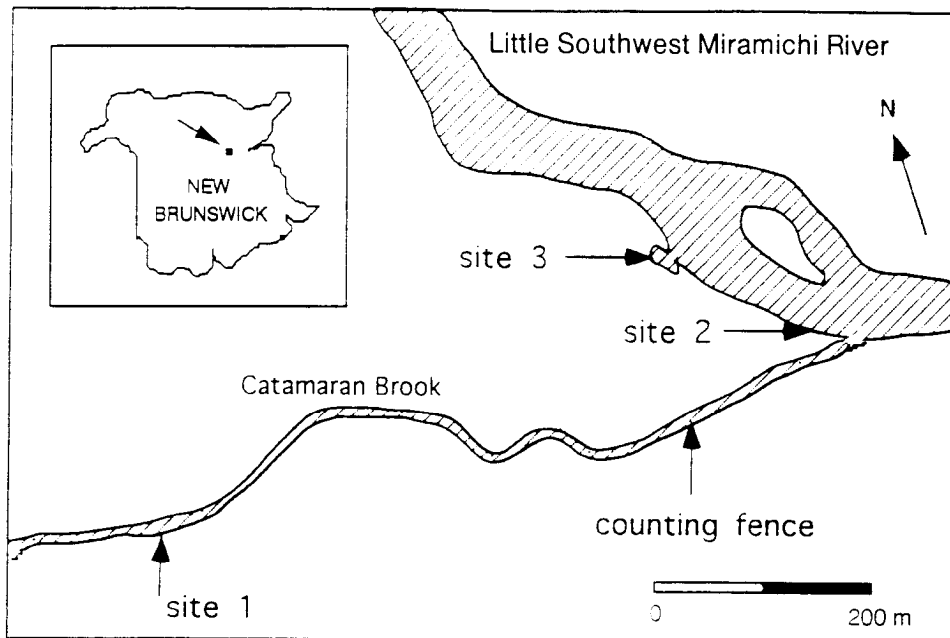 Little Southwest Miramichi River
N
NEW
BRUNSWICK
site 3
site 2
Catamaran Brook
counting fence
site 1
0
200 m